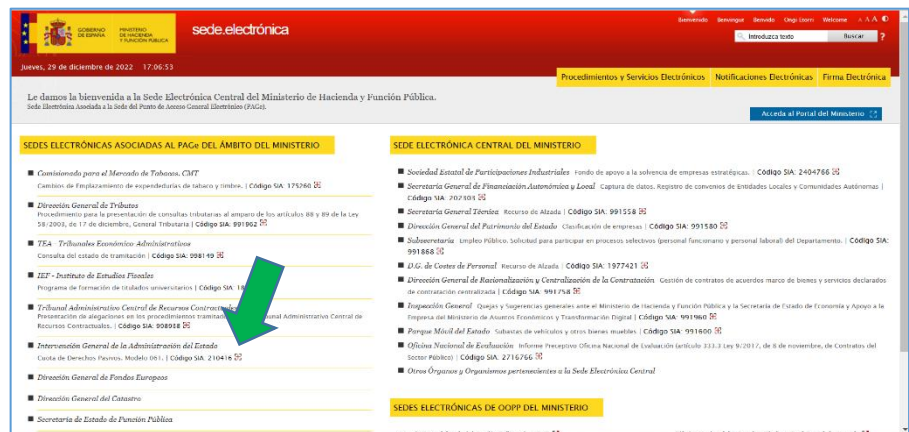 GOBIERNO DE ESPAÑA
MINISTERIO DE HACIENDA Y FUNCIÓN PÚBLICA
sede.electrónica
Bienvenido Benvingut Benvido Ongi Etorri Welcome A A A
Introduzca texto Buscar ?
Jueves, 29 de diciembre de 2022 17:06:53
Procedimientos y Servicios Electrónicos Notificaciones Electrónicas Firma Electrónica
Le damos la bienvenida a la Sede Electrónica Central del Ministerio de Hacienda y Función Pública.
Sede Electrónica Asociada a la Sede del Punto de Acceso General Electrónico (PAGe).
Acceda al Portal del Ministerio
SEDES ELECTRÓNICAS ASOCIADAS AL PAGe DEL ÁMBITO DEL MINISTERIO
Comisionado para el Mercado de Tabacos. CMT
Cambios de Emplazamiento de expendedurías de tabaco y timbre. | Código SIA: 175260
Dirección General de Tributos
Procedimiento para la presentación de consultas tributarias al amparo de los artículos 88 y 89 de la Ley
58/2003, de 17 de diciembre, General Tributaria | Código SIA: 991962
TEA - Tribunales Económico Administrativos
Consulta del estado de tramitación | Código SIA: 998149
IEF - Instituto de Estudios Fiscales
Programa de formación de titulados universitarios | Código SIA: 18
Tribunal Administrativo Central de Recursos Contractuales
Presentación de alegaciones en los procedimientos tramitados Tribunal Administrativo Central de
Recursos Contractuales. | Código SIA: 998938
Intervención General de la Administración del Estado
Cuota de Derechos Pasivos. Modelo 061. | Código SIA: 210416
Dirección General de Fondos Europeos
Dirección General del Catastro
Secretaría de Estado de Función Pública
SEDE ELECTRÓNICA CENTRAL DEL MINISTERIO
Sociedad Estatal de Participaciones Industriales Fondo de apoyo a la solvencia de empresas estratégicas. | Código SIA: 2404766
Secretaría General de Financiación Autonómica y Local Captura de datos. Registro de convenios de Entidades Locales y Comunidades Autónomas |
Código SIA: 202303
Secretaría General Técnica Recurso de Alzada | Código SIA: 991558
Dirección General del Patrimonio del Estado Clasificación de empresas | Código SIA: 991580
Subsecretaría Empleo Público. Solicitud para participar en procesos selectivos (personal funcionario y personal laboral) del Departamento. | Código SIA:
991868
D.G. de Costes de Personal Recurso de Alzada | Código SIA: 1977421
Dirección General de Racionalización y Centralización de la Contratación Gestión de contratos de acuerdos marco de bienes y servicios declarados
de contratación centralizada | Código SIA: 991758
Inspección General Quejas y Sugerencias generales ante el Ministerio de Hacienda y Función Pública y la Secretaría de Estado de Economía y Apoyo a la
Empresa del Ministerio de Asuntos Económicos y Transformación Digital | Código SIA: 991960
Parque Móvil del Estado Subastas de vehículos y otros bienes muebles | Código SIA: 991600
Oficina Nacional de Evaluación Informe Preceptivo Oficina Nacional de Evaluación (artículo 333.3 Ley 9/2017, de 8 de noviembre, de Contratos del
Sector Público) | Código SIA: 2716766
Otros Órganos y Organismos pertenecientes a la Sede Electrónica Central
SEDES ELECTRÓNICAS DE OOPP DEL MINISTERIO